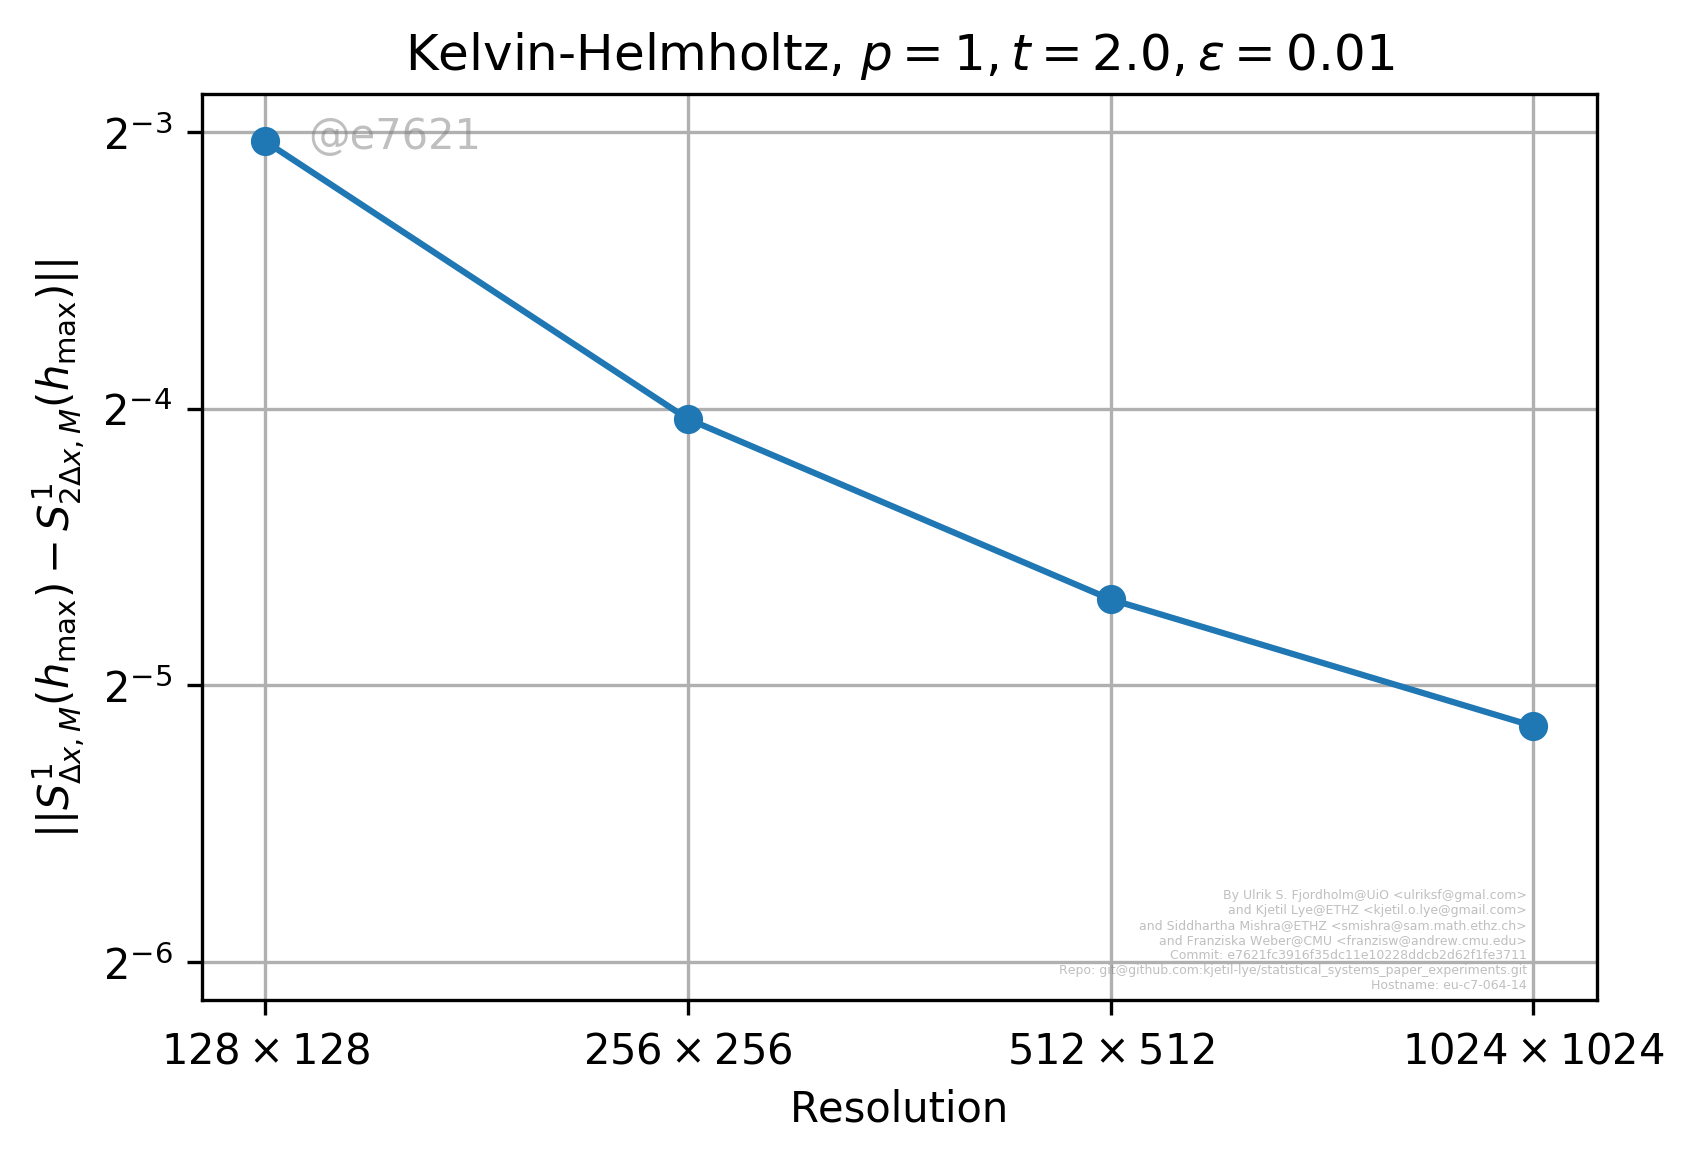 Kelvin-Helmholtz, p = 1, t = 2.0, ε = 0.01
@e7621
2⁻³
2⁻⁴
2⁻⁵
2⁻⁶
||S¹_{Δx, M}(h_max) − S¹_{2Δx, M}(h_max)||
By Ulrik S. Fjordholm@UiO <ulriksf@gmal.com>
and Kjetil Lye@ETHZ <kjetil.o.lye@gmail.com>
and Siddhartha Mishra@ETHZ <smishra@sam.math.ethz.ch>
and Franziska Weber@CMU <franzisw@andrew.cmu.edu>
Commit: e7621fc3916f35dc11e10228ddcb2d62f1fe3711
Repo: git@github.com:kjetil-lye/statistical_systems_paper_experiments.git
Hostname: eu-c7-064-14
128 × 128 256 × 256 512 × 512 1024 × 1024
Resolution